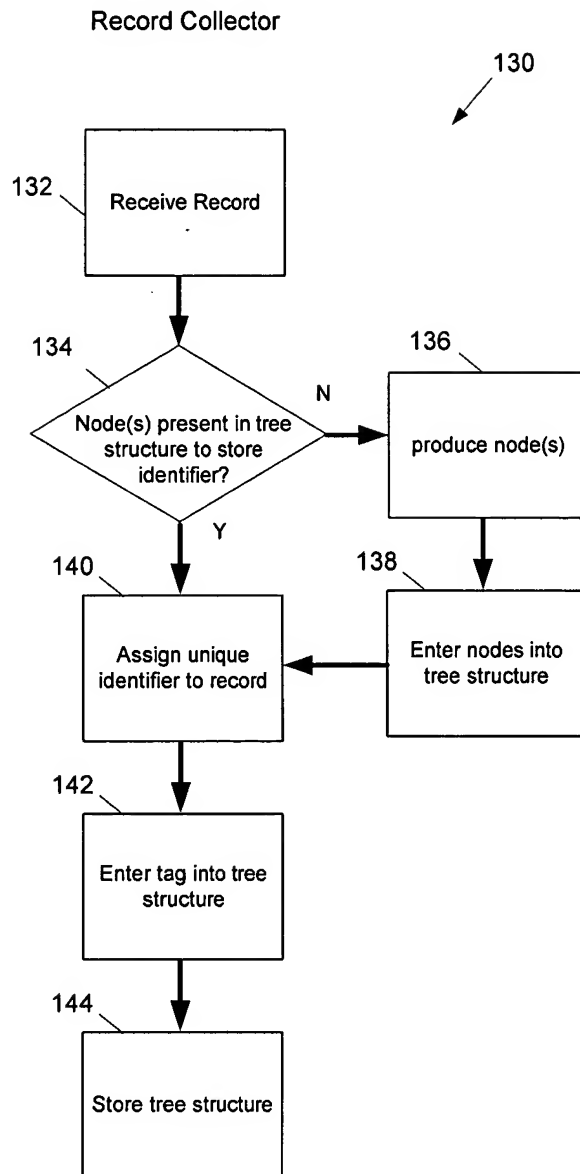 Record Collector
130
132
Receive Record
134
136
Node(s) present in tree
structure to store
identifier?
N
produce node(s)
Y
140
138
Assign unique
identifier to record
Enter nodes into
tree structure
142
Enter tag into tree
structure
144
Store tree structure